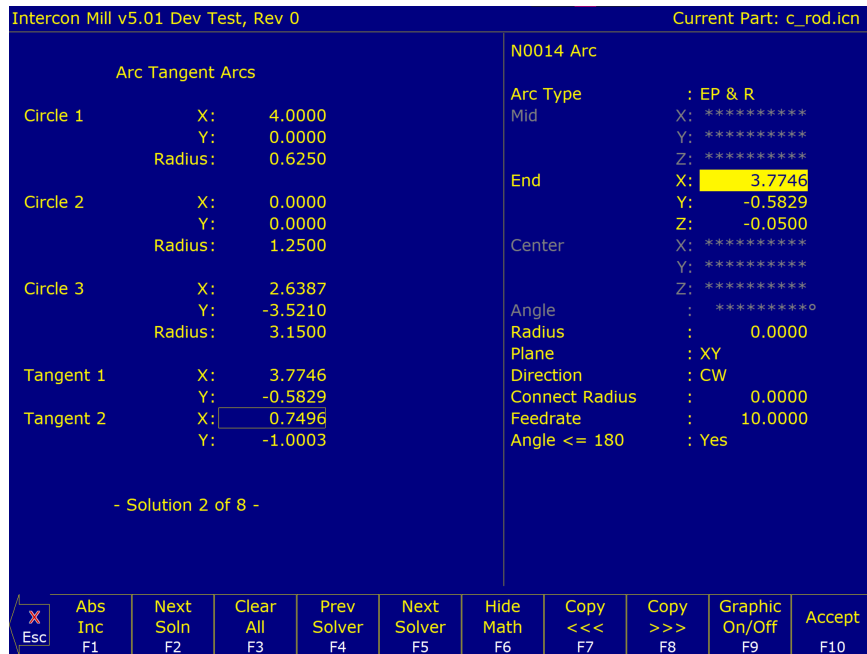 Intercon Mill v5.01 Dev Test, Rev 0 Current Part: c_rod.icn
Arc Tangent Arcs
Circle 1 X: 4.0000
Y: 0.0000
Radius: 0.6250
Circle 2 X: 0.0000
Y: 0.0000
Radius: 1.2500
Circle 3 X: 2.6387
Y: -3.5210
Radius: 3.1500
Tangent 1 X: 3.7746
Y: -0.5829
Tangent 2 X: 0.7496
Y: -1.0003
- Solution 2 of 8 -
N0014 Arc
Arc Type : EP & R
Mid X: **********
Y: **********
Z: **********
End X: 3.7746
Y: -0.5829
Z: -0.0500
Center X: **********
Y: **********
Z: **********
Angle : *********°
Radius : 0.0000
Plane : XY
Direction : CW
Connect Radius : 0.0000
Feedrate : 10.0000
Angle <= 180 : Yes
X Esc
Abs Inc F1
Next Soln F2
Clear All F3
Prev Solver F4
Next Solver F5
Hide Math F6
Copy <<< F7
Copy >>> F8
Graphic On/Off F9
Accept F10